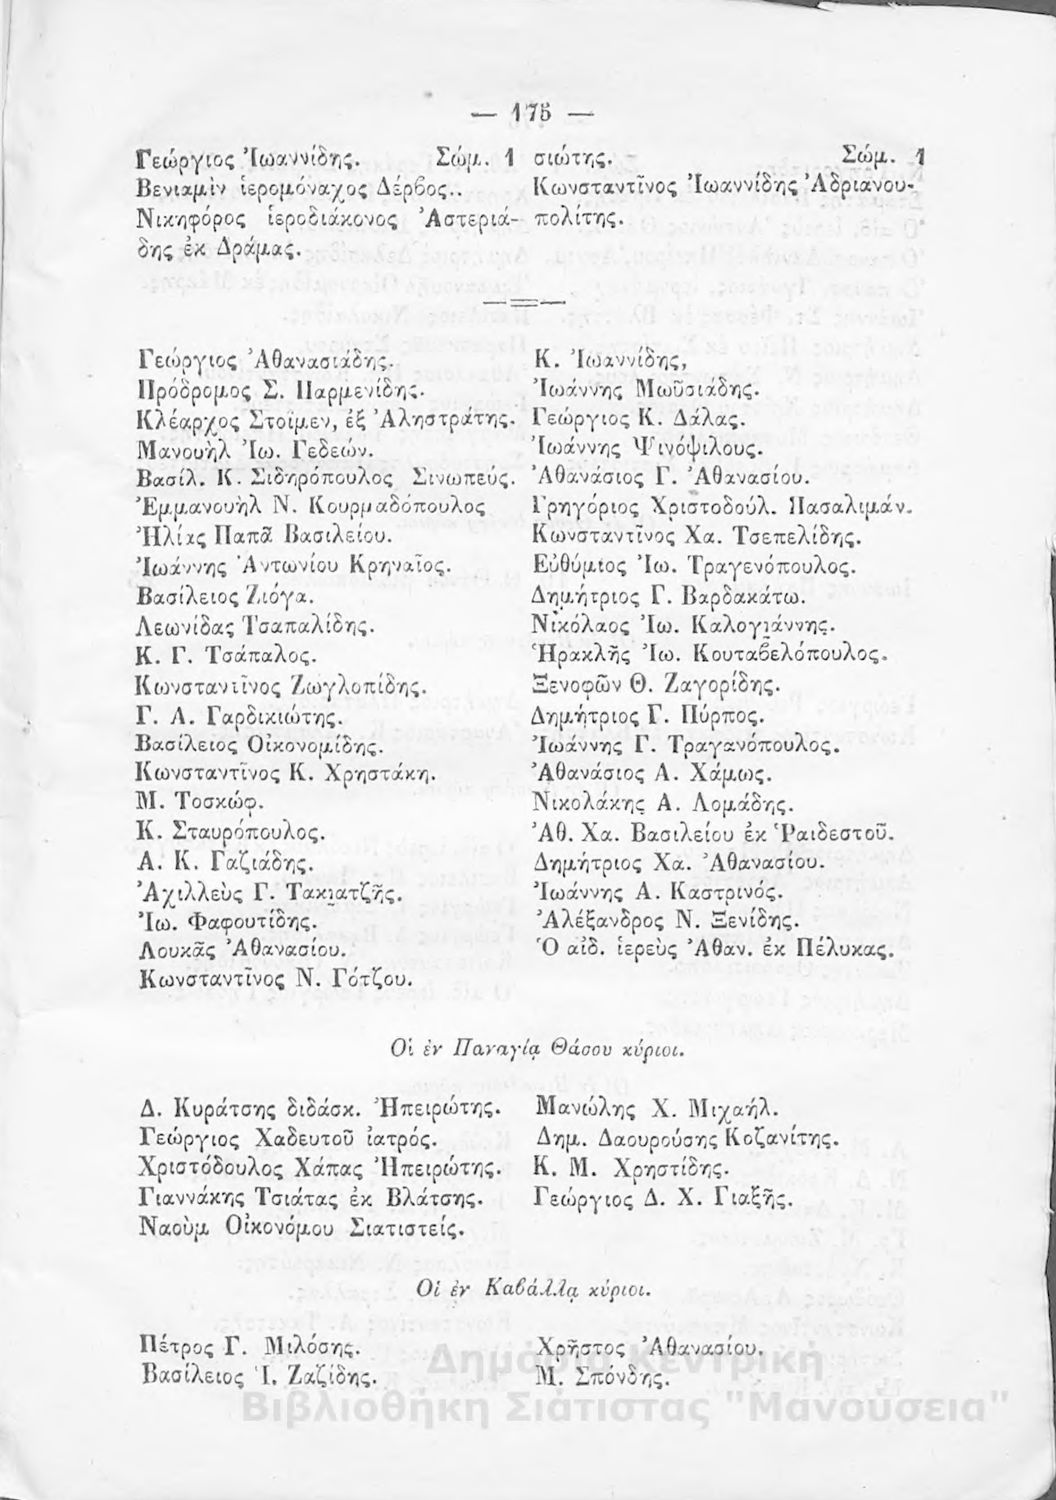 — 175 —
Γεώργιος Ἰωαννίδης. Σώμ. 1
Βενιαμὶν ἱερομόναχος Δέρβος..
Νικηφόρος ἱεροδιάκονος Ἀστεριά-
δης ἐκ Δράμας.
σιώτης. Σώμ. 1
Κωνσταντῖνος Ἰωαννίδης Ἀδριανου-
πολίτης.
Γεώργιος Ἀθανασιάδης.
Πρόδρομος Σ. Παρμενίδης.
Κλέαρχος Στοΐμεν, ἐξ Ἀληστράτης.
Μανουὴλ Ἰω. Γεδεών.
Βασίλ. Κ. Σιδηρόπουλος Σινωπεύς.
Ἐμμανουὴλ Ν. Κουρμαδόπουλος
Ἠλίας Παπᾶ Βασιλείου.
Ἰωάννης Ἀντωνίου Κρηναῖος.
Βασίλειος Ζιόγα.
Λεωνίδας Τσαπαλίδης.
Κ. Γ. Τσάπαλος.
Κωνσταντῖνος Ζωγλοπίδης.
Γ. Λ. Γαρδικιώτης.
Βασίλειος Οἰκονομίδης.
Κωνσταντῖνος Κ. Χρηστάκη.
Μ. Τοσκώφ.
Κ. Σταυρόπουλος.
Α. Κ. Γαζιάδης.
Ἀχιλλεὺς Γ. Τακιατζῆς.
Ἰω. Φαφουτίδης.
Λουκᾶς Ἀθανασίου.
Κωνσταντῖνος Ν. Γότζου.
Κ. Ἰωαννίδης,
Ἰωάννης Μωϋσιάδης.
Γεώργιος Κ. Δάλας.
Ἰωάννης Ψινόψιλους.
Ἀθανάσιος Γ. Ἀθανασίου.
Γρηγόριος Χριστοδούλ. Πασαλιμάν.
Κωνσταντῖνος Χα. Τσεπελίδης.
Εὐθύμιος Ἰω. Τραγενόπουλος.
Δημήτριος Γ. Βαρδακάτω.
Νικόλαος Ἰω. Καλογιάννης.
Ἡρακλῆς Ἰω. Κουταβελόπουλος.
Ξενοφῶν Θ. Ζαγορίδης.
Δημήτριος Γ. Πύρπος.
Ἰωάννης Γ. Τραγανόπουλος.
Ἀθανάσιος Α. Χάμως.
Νικολάκης Α. Λομάδης.
Ἀθ. Χα. Βασιλείου ἐκ Ῥαιδεστοῦ.
Δημήτριος Χα. Ἀθανασίου.
Ἰωάννης Α. Καστρινός.
Ἀλέξανδρος Ν. Ξενίδης.
Ὁ αἰδ. ἱερεὺς Ἀθαν. ἐκ Πέλυκας.
Οἱ ἐν Παναγίᾳ Θάσου κύριοι.
Δ. Κυράτσης διδάσκ. Ἠπειρώτης.
Γεώργιος Χαδευτοῦ ἰατρός.
Χριστόδουλος Χάπας Ἠπειρώτης.
Γιαννάκης Τσιάτας ἐκ Βλάτσης.
Ναοὺμ Οἰκονόμου Σιατιστείς.
Μανώλης Χ. Μιχαήλ.
Δημ. Δαουρούσης Κοζανίτης.
Κ. Μ. Χρηστίδης.
Γεώργιος Δ. Χ. Γιαξῆς.
Οἱ ἐν Καβάλλᾳ κύριοι.
Πέτρος Γ. Μιλόσης.
Βασίλειος Ἰ. Ζαζίδης.
Χρῆστος Ἀθανασίου.
Μ. Σπόνδης.
Δημόσια Κεντρική
Βιβλιοθήκη Σιάτιστας "Μανούσεια"